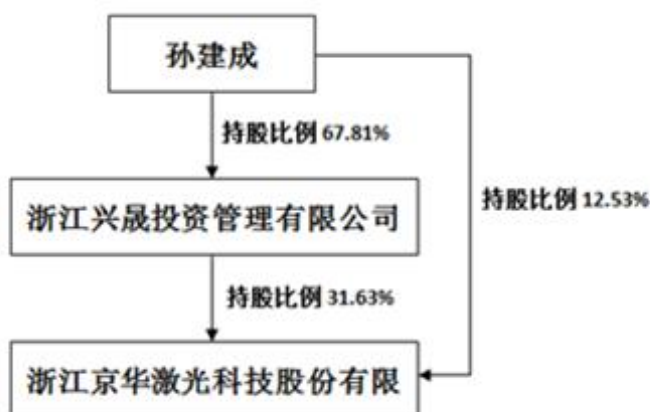 孙建成
持股比例 67.81%
浙江兴晟投资管理有限公司
持股比例 12.53%
持股比例 31.63%
浙江京华激光科技股份有限